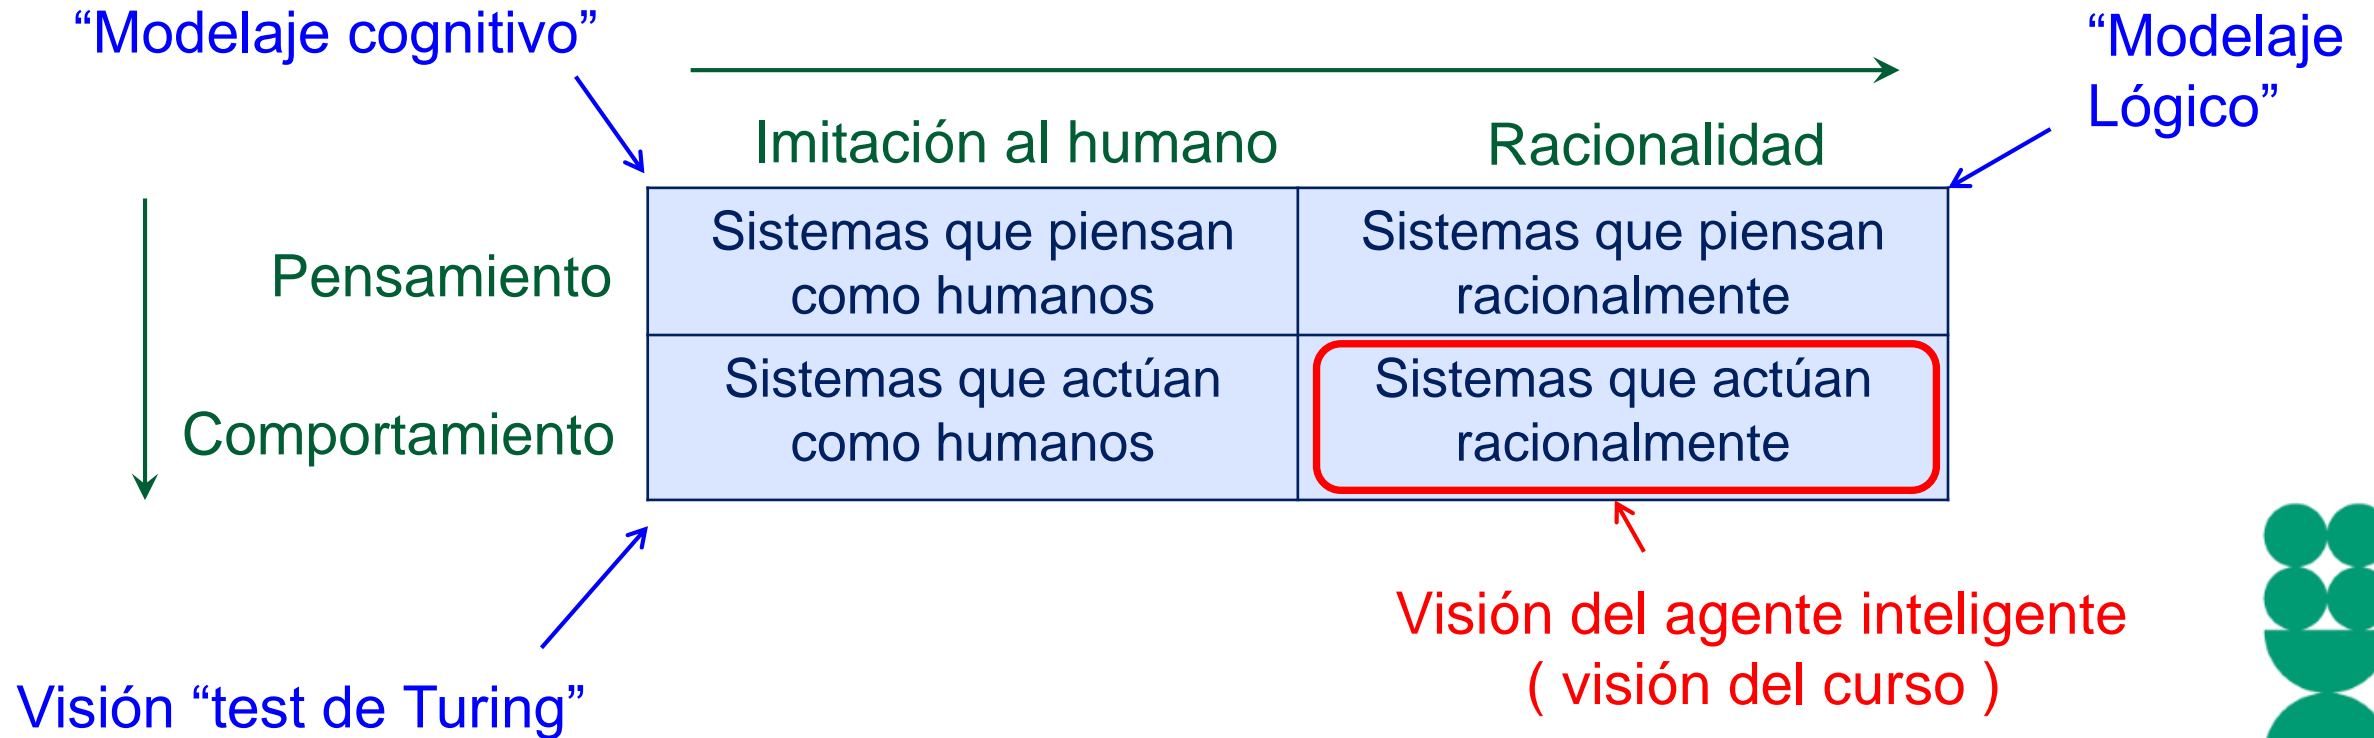 “Modelaje cognitivo”
“Modelaje
Lógico”
Imitación al humano
Racionalidad
Pensamiento
Sistemas que piensan
como humanos
Sistemas que piensan
racionalmente
Comportamiento
Sistemas que actúan
como humanos
Sistemas que actúan
racionalmente
Visión “test de Turing”
Visión del agente inteligente
( visión del curso )